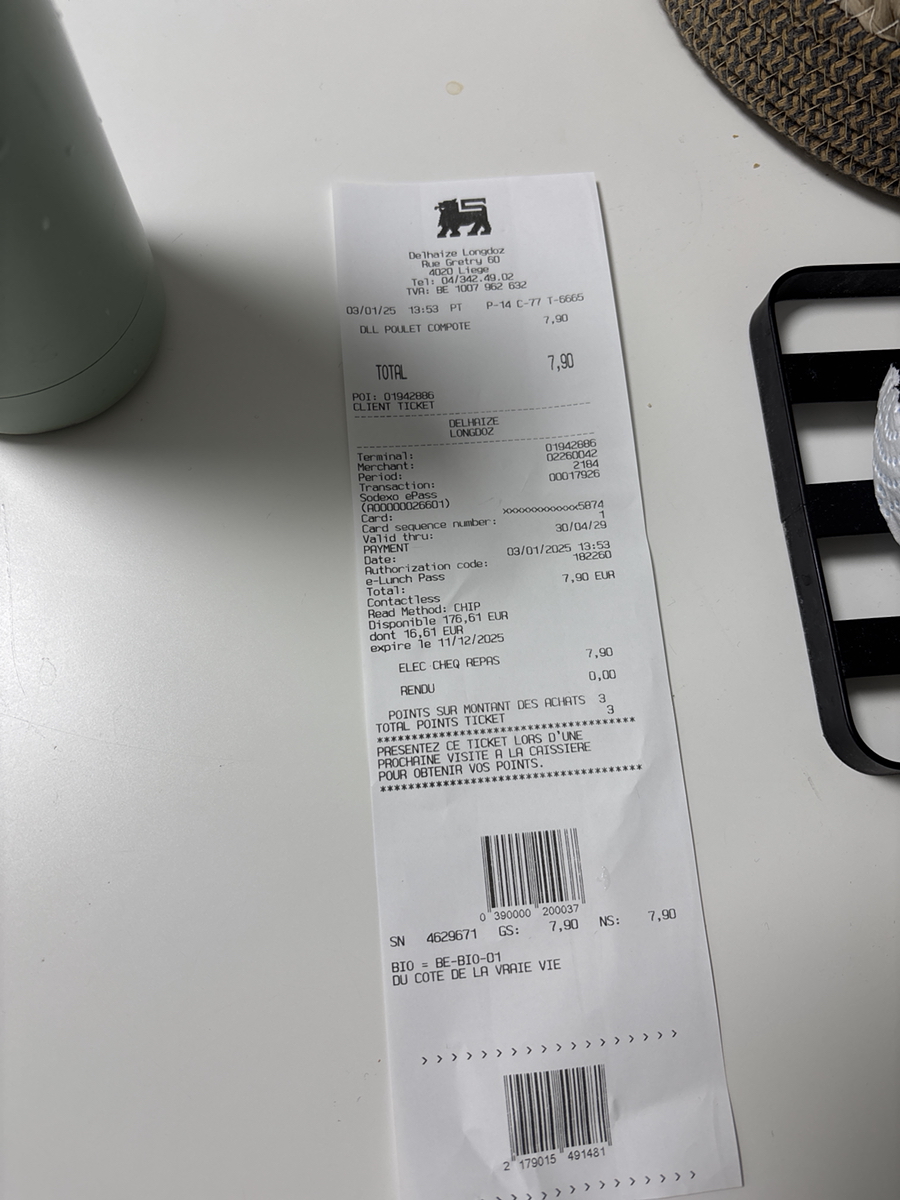 Delhaize Longdoz
Rue Gretry 60
4020 Liege
Tel: 04/342.49.02
TVA: BE 1007 962 632
03/01/25 13:53 PT P-14 C-77 T-6665
DLL POULET COMPOTE 7,90
TOTAL 7,90
POI: 01942886
CLIENT TICKET
DELHAIZE
LONGDOZ
Terminal: 01942886
Merchant: 02260042
Period: 2184
Transaction: 00017926
Sodexo ePass
(A00000026601)
Card: xxxxxxxxxxxx5874
Card sequence number: 1
Valid thru: 30/04/29
PAYMENT
Date: 03/01/2025 13:53
Authorization code: 182260
e-Lunch Pass
Total: 7,90 EUR
Contactless
Read Method: CHIP
Disponible 176,61 EUR
dont 16,61 EUR
expire le 11/12/2025
ELEC CHEQ REPAS 7,90
RENDU 0,00
POINTS SUR MONTANT DES ACHATS 3
TOTAL POINTS TICKET 3
************************************
PRESENTEZ CE TICKET LORS D'UNE
PROCHAINE VISITE A LA CAISSIERE
POUR OBTENIR VOS POINTS.
************************************
0 390000 200037
SN 4629671 GS: 7,90 NS: 7,90
BIO = BE-BIO-01
DU COTE DE LA VRAIE VIE
> > > > > > > > > > > > > > > > >
2 179015 491481
> > > > > > > > > > > > > > >